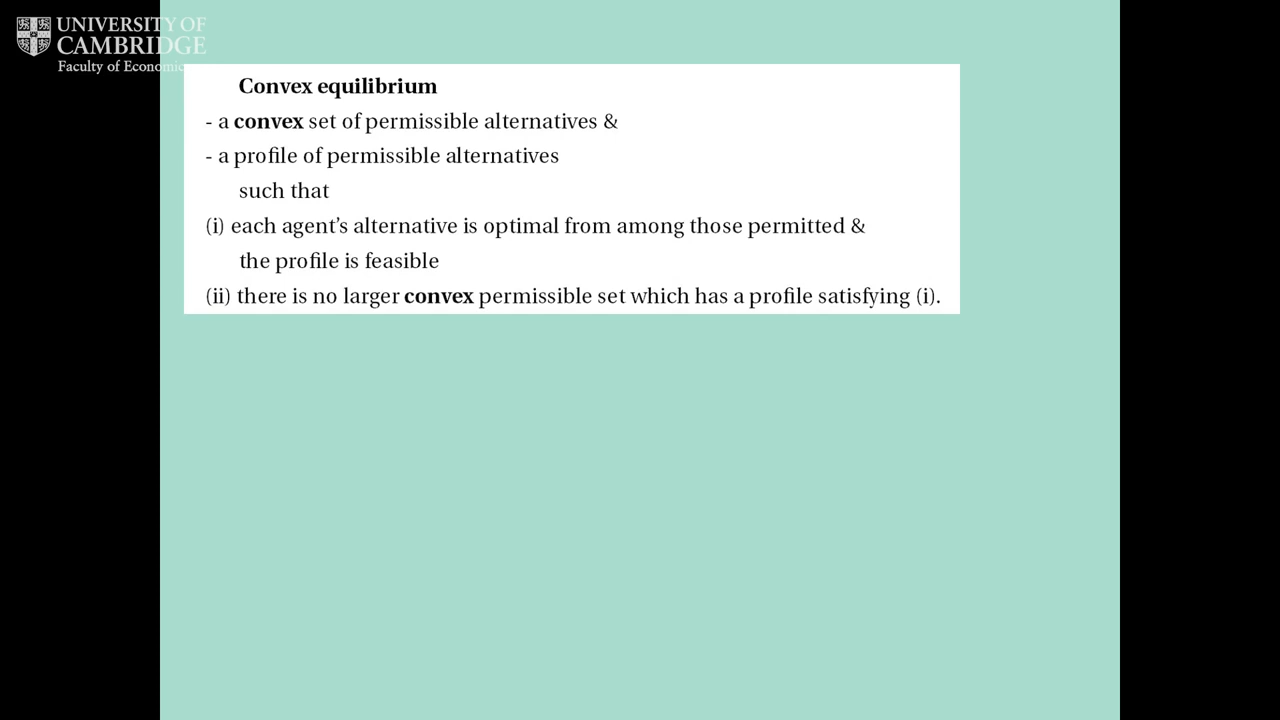 UNIVERSITY OF
CAMBRIDGE
Faculty of Economic
Convex equilibrium
- a convex set of permissible alternatives &
- a profile of permissible alternatives
such that
(i) each agent’s alternative is optimal from among those permitted &
the profile is feasible
(ii) there is no larger convex permissible set which has a profile satisfying (i).